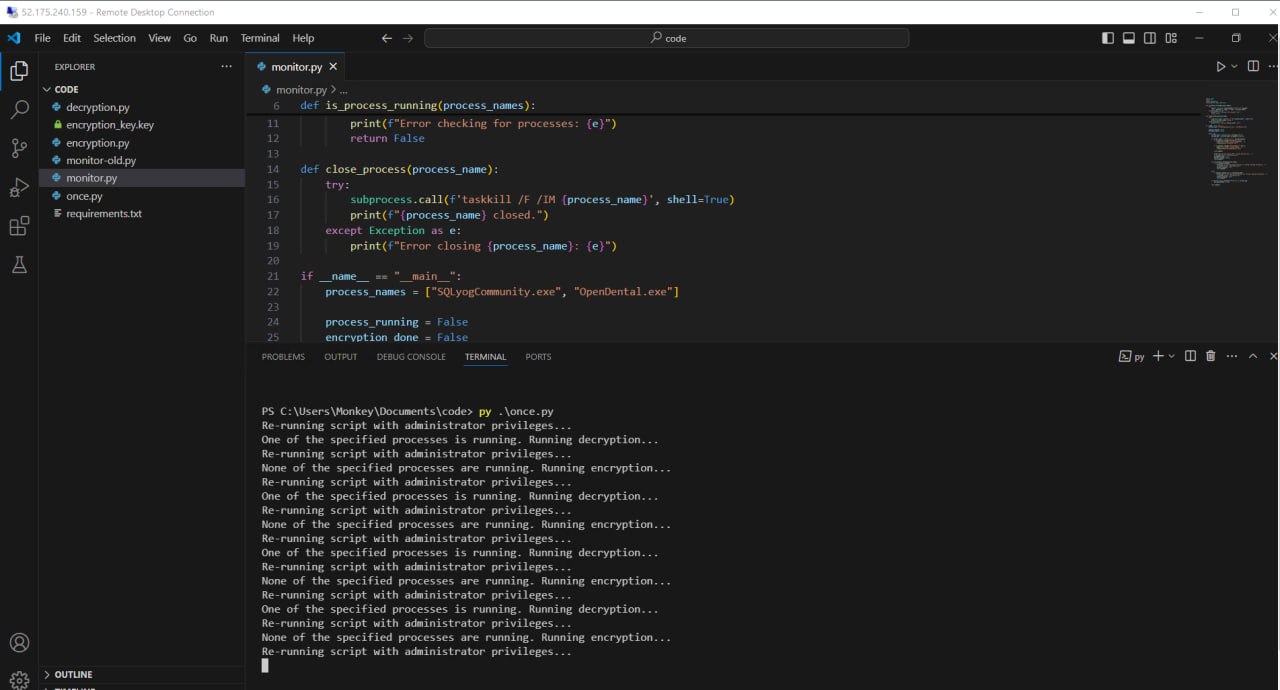 52.175.240.159 - Remote Desktop Connection
File Edit Selection View Go Run Terminal Help
code
EXPLORER
monitor.py
CODE
monitor.py > ...
decryption.py
encryption_key.key
encryption.py
monitor-old.py
monitor.py
once.py
requirements.txt
6 def is_process_running(process_names):
11 print(f"Error checking for processes: {e}")
12 return False
13
14 def close_process(process_name):
15 try:
16 subprocess.call(f'taskkill /F /IM {process_name}', shell=True)
17 print(f"{process_name} closed.")
18 except Exception as e:
19 print(f"Error closing {process_name}: {e}")
20
21 if __name__ == "__main__":
22 process_names = ["SQLyogCommunity.exe", "OpenDental.exe"]
23
24 process_running = False
25 encryption_done = False
PROBLEMS OUTPUT DEBUG CONSOLE TERMINAL PORTS
py
PS C:\Users\Monkey\Documents\code> py .\once.py
Re-running script with administrator privileges...
One of the specified processes is running. Running decryption...
Re-running script with administrator privileges...
None of the specified processes are running. Running encryption...
Re-running script with administrator privileges...
One of the specified processes is running. Running decryption...
Re-running script with administrator privileges...
None of the specified processes are running. Running encryption...
Re-running script with administrator privileges...
One of the specified processes is running. Running decryption...
Re-running script with administrator privileges...
None of the specified processes are running. Running encryption...
Re-running script with administrator privileges...
One of the specified processes is running. Running decryption...
Re-running script with administrator privileges...
None of the specified processes are running. Running encryption...
Re-running script with administrator privileges...
OUTLINE
TIMELINE